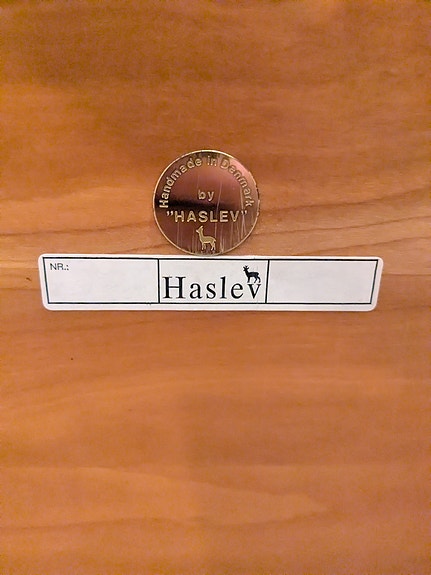 Handmade in Denmark
by
"HASLEV"
NR.:
Haslev